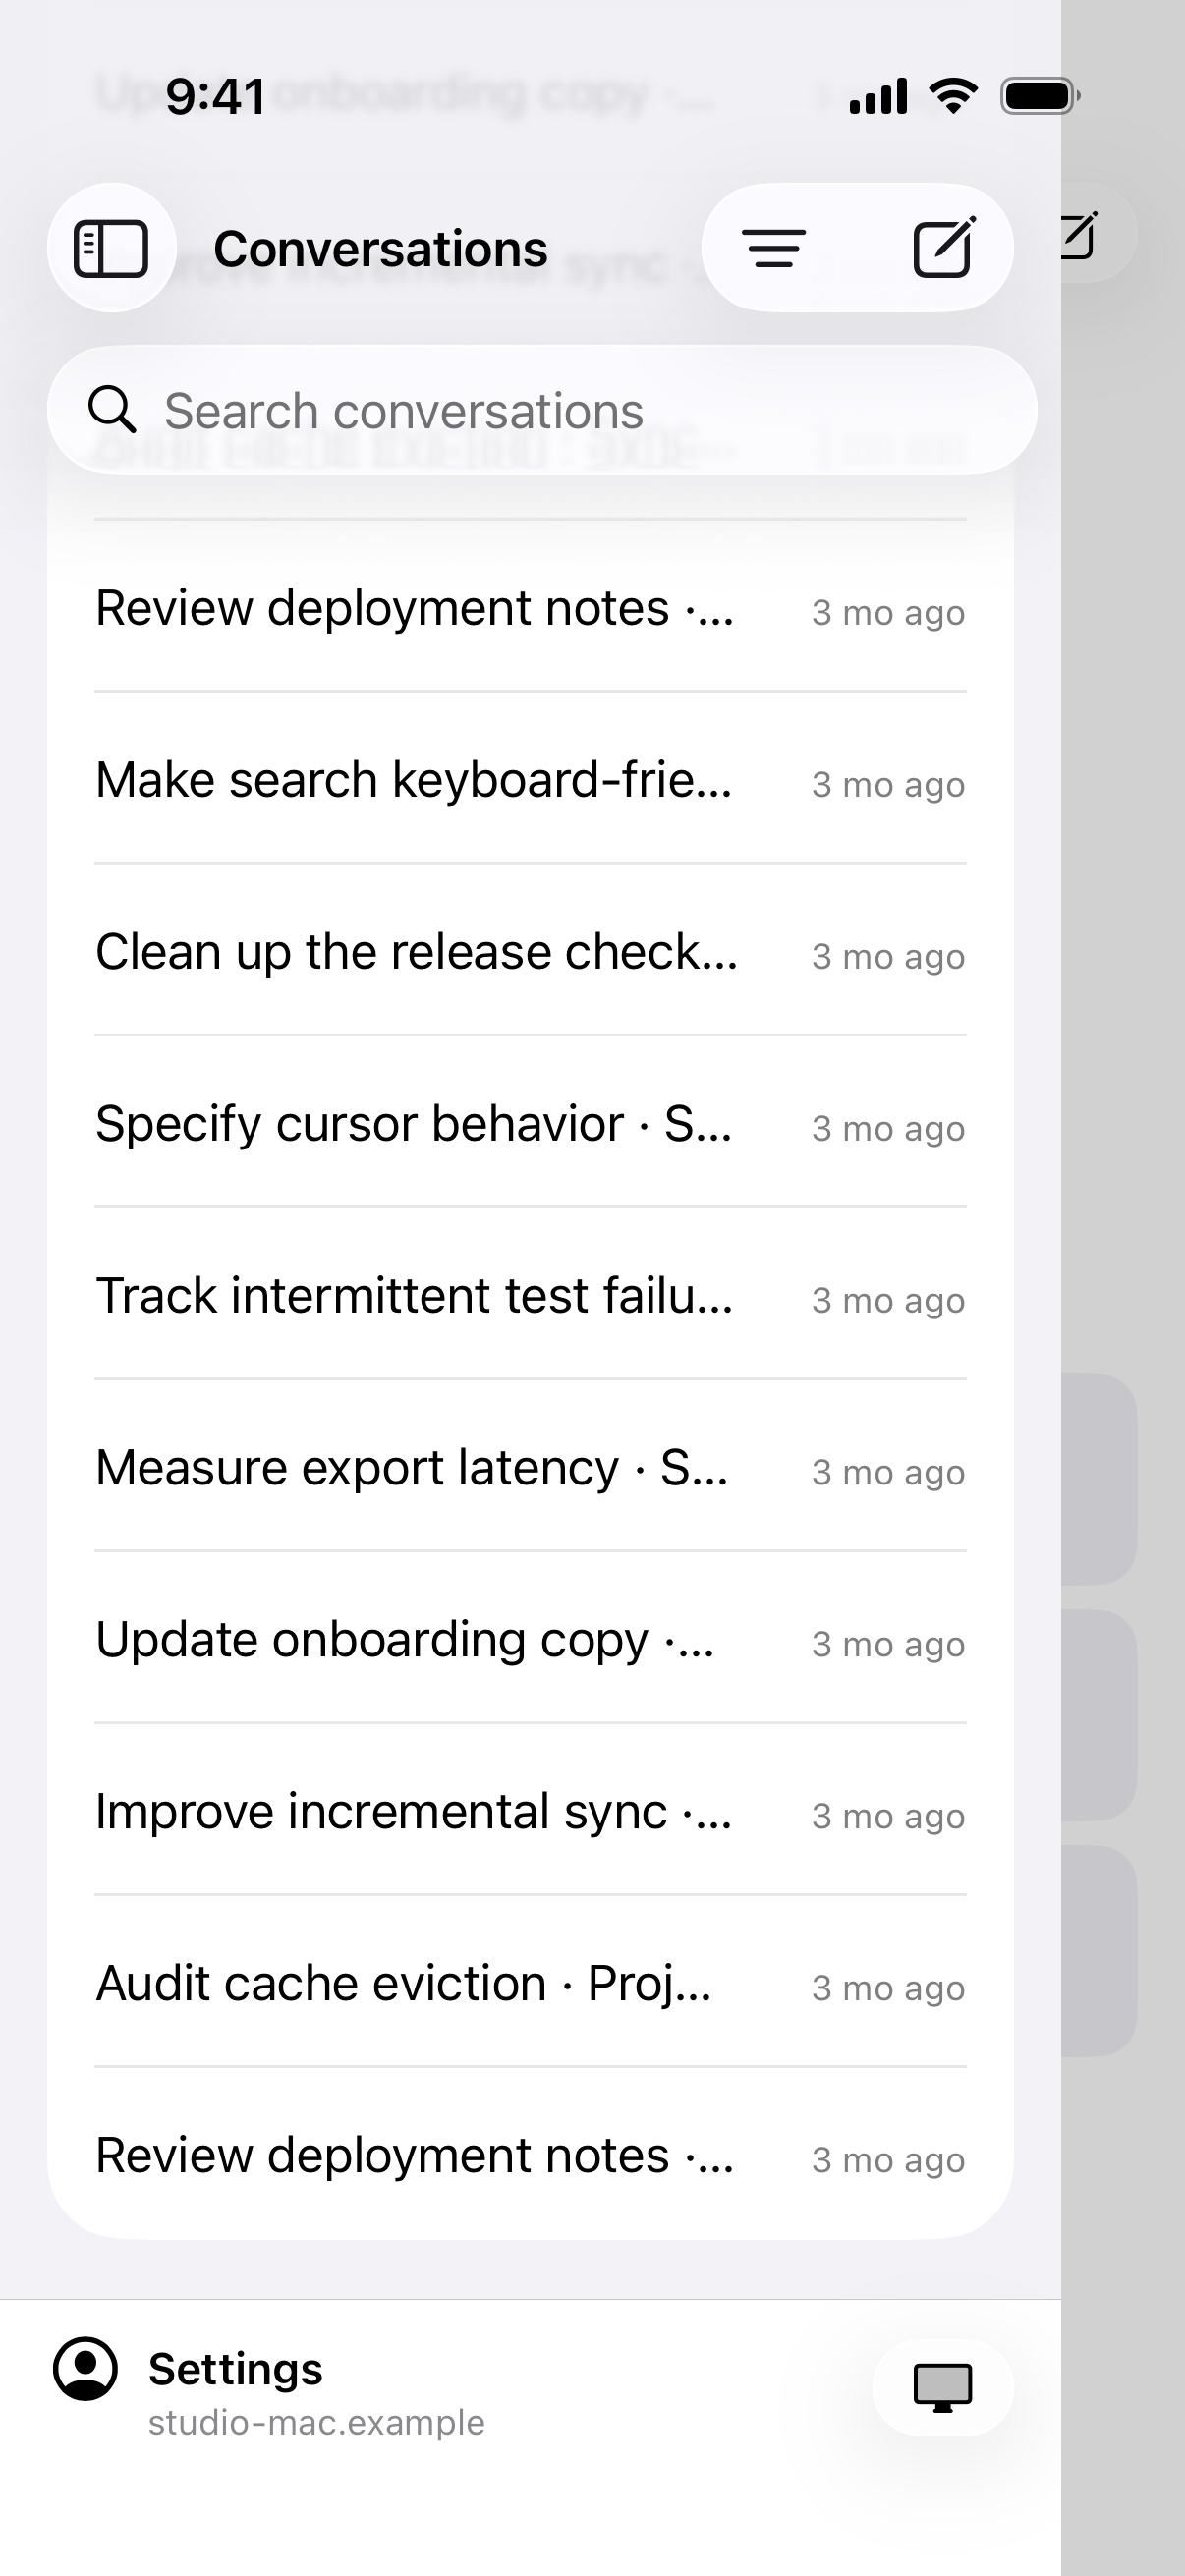 Update onboarding copy ·...
9:41
Conversations
Search conversations
Review deployment notes ·... 3 mo ago
Make search keyboard-frie... 3 mo ago
Clean up the release check... 3 mo ago
Specify cursor behavior · S... 3 mo ago
Track intermittent test failu... 3 mo ago
Measure export latency · S... 3 mo ago
Update onboarding copy ·... 3 mo ago
Improve incremental sync ·... 3 mo ago
Audit cache eviction · Proj... 3 mo ago
Review deployment notes ·... 3 mo ago
Settings
studio-mac.example